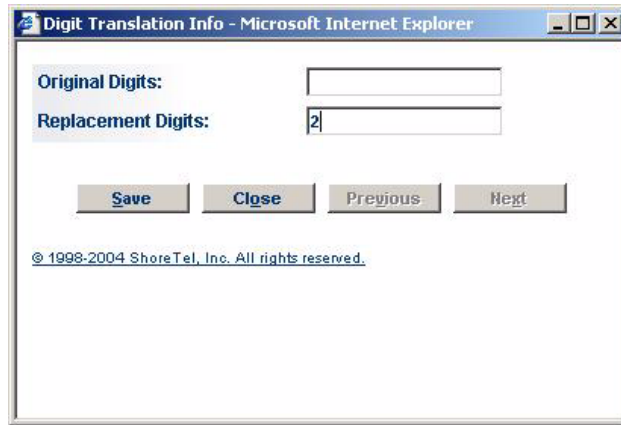 Digit Translation Info - Microsoft Internet Explorer
Original Digits:
Replacement Digits: 2
Save Close Previous Next
© 1998-2004 ShoreTel, Inc. All rights reserved.